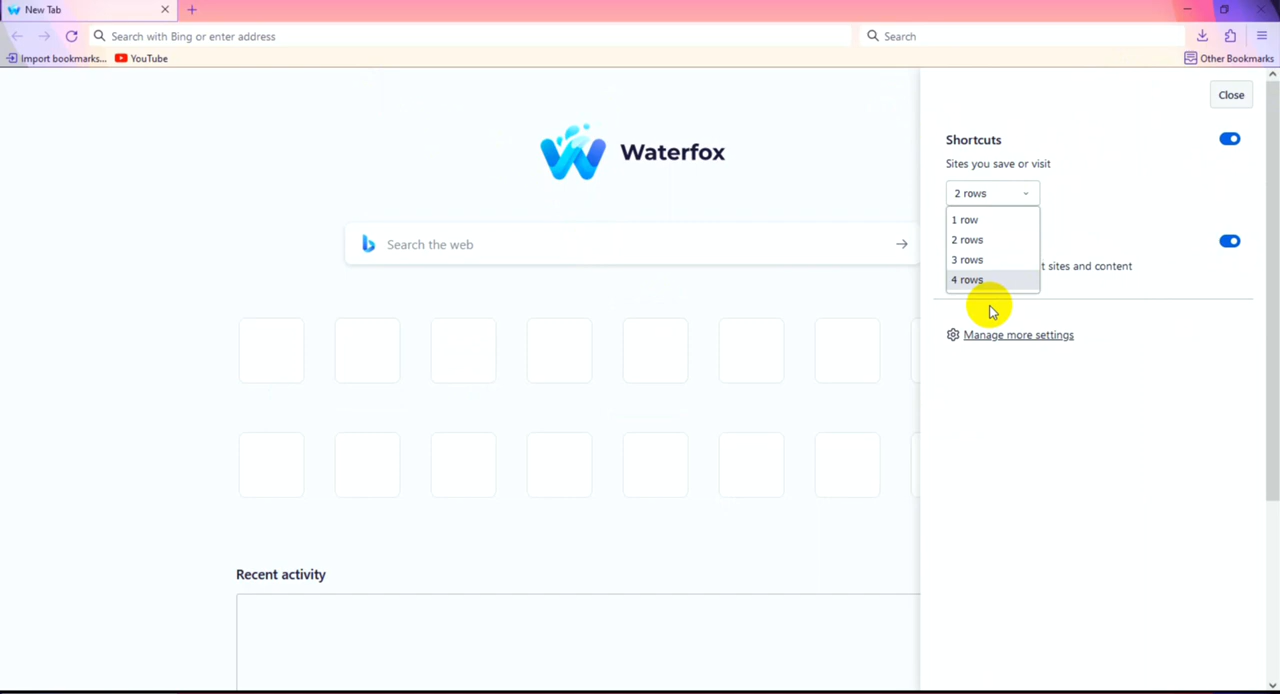 New Tab
Search with Bing or enter address
Search
Import bookmarks...
YouTube
Other Bookmarks
Close
Waterfox
Shortcuts
Sites you save or visit
2 rows
1 row
2 rows
3 rows
4 rows
Search the web
t sites and content
Manage more settings
Recent activity